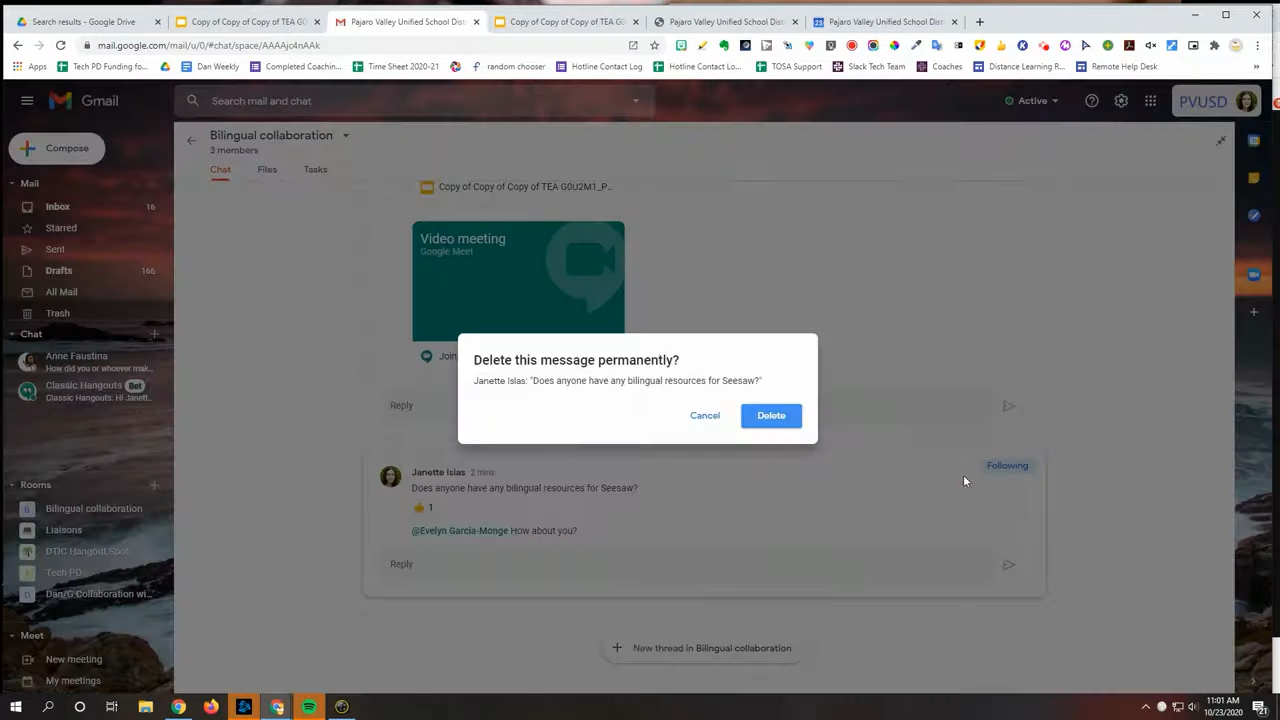 Search results - Google Drive
Copy of Copy of Copy of TEA G0
Pajaro Valley Unified School Dist
Copy of Copy of Copy of TEA G0
Pajaro Valley Unified School Dist
Pajaro Valley Unified School Dist
mail.google.com/mail/u/0/#chat/space/AAAAjc4nAAk
Apps
Tech PD Funding fo...
Dan Weekly
Completed Coachin...
Time Sheet 2020-21
random chooser
Hotline Contact Log
Hotline Contact Lo...
TOSA Support
Slack Tech Team
Coaches
Distance Learning R...
Remote Help Desk
»
Gmail
Search mail and chat
Active
PVUSD
Compose
Bilingual collaboration
3 members
Chat Files Tasks
Mail
Inbox 16
Starred
Sent
Drafts 166
All Mail
Trash
Chat
Anne Faustina
How did you or whoever mak...
Classic Hangouts Bot
Classic Hangouts: Hi Janett...
Rooms
Bilingual collaboration
Liaisons
DTIC Hangout Spot
Tech PD
Dan/G Collaboration wi...
Meet
New meeting
My meetings
Copy of Copy of Copy of TEA G0U2M1_P...
Video meeting
Google Meet
Join
Delete this message permanently?
Janette Islas: "Does anyone have any bilingual resources for Seesaw?"
Cancel Delete
Reply
Janette Islas 2 mins
Following
Does anyone have any bilingual resources for Seesaw?
1
@Evelyn Garcia-Monge How about you?
Reply
New thread in Bilingual collaboration
11:01 AM
10/23/2020
21